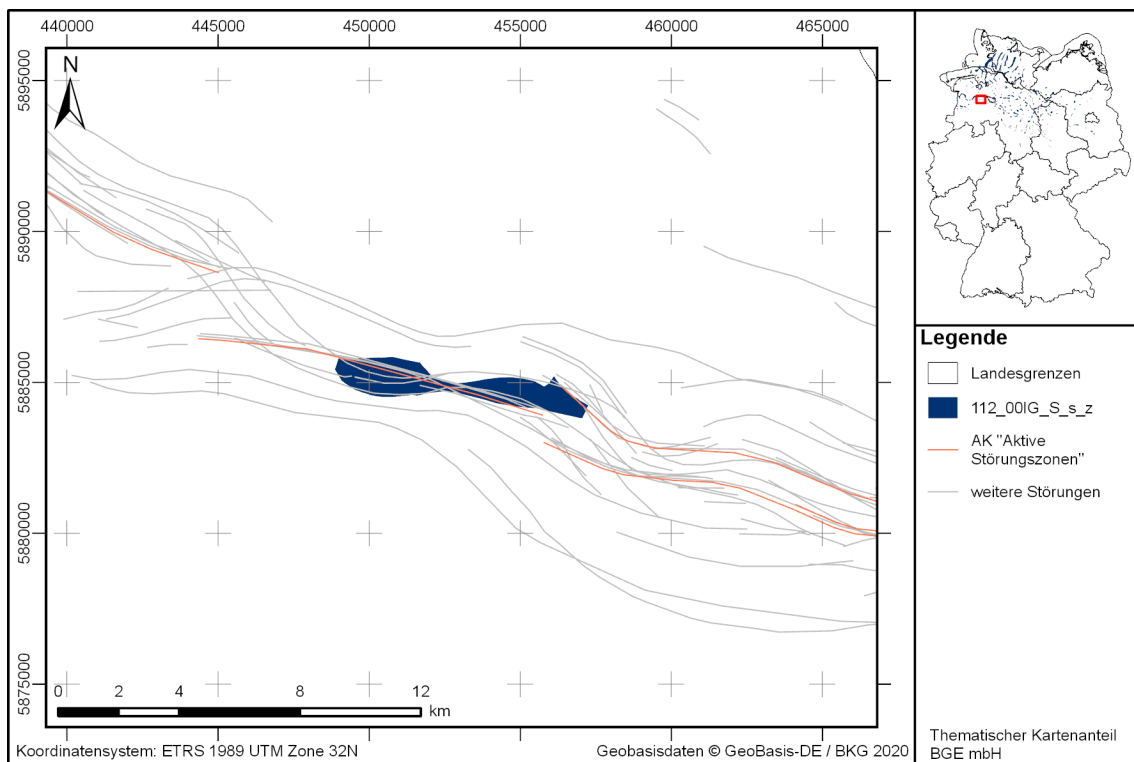 440000
445000
450000
455000
460000
465000
5895000
5890000
5885000
5880000
5875000
N
0
2
4
8
12
km
Koordinatensystem: ETRS 1989 UTM Zone 32N
Geobasisdaten © GeoBasis-DE / BKG 2020
Legende
Landesgrenzen
112_00IG_S_s_z
AK "Aktive
Störungszonen"
weitere Störungen
Thematischer Kartenanteil
BGE mbH